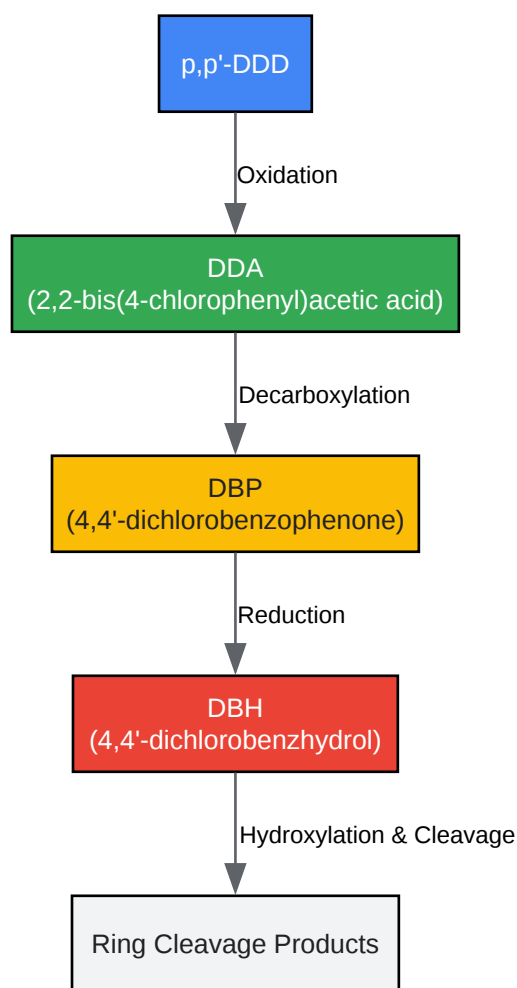 p,p'-DDD
Oxidation
DDA
(2,2-bis(4-chlorophenyl)acetic acid)
Decarboxylation
DBP
(4,4'-dichlorobenzophenone)
Reduction
DBH
(4,4'-dichlorobenzhydrol)
Hydroxylation & Cleavage
Ring Cleavage Products